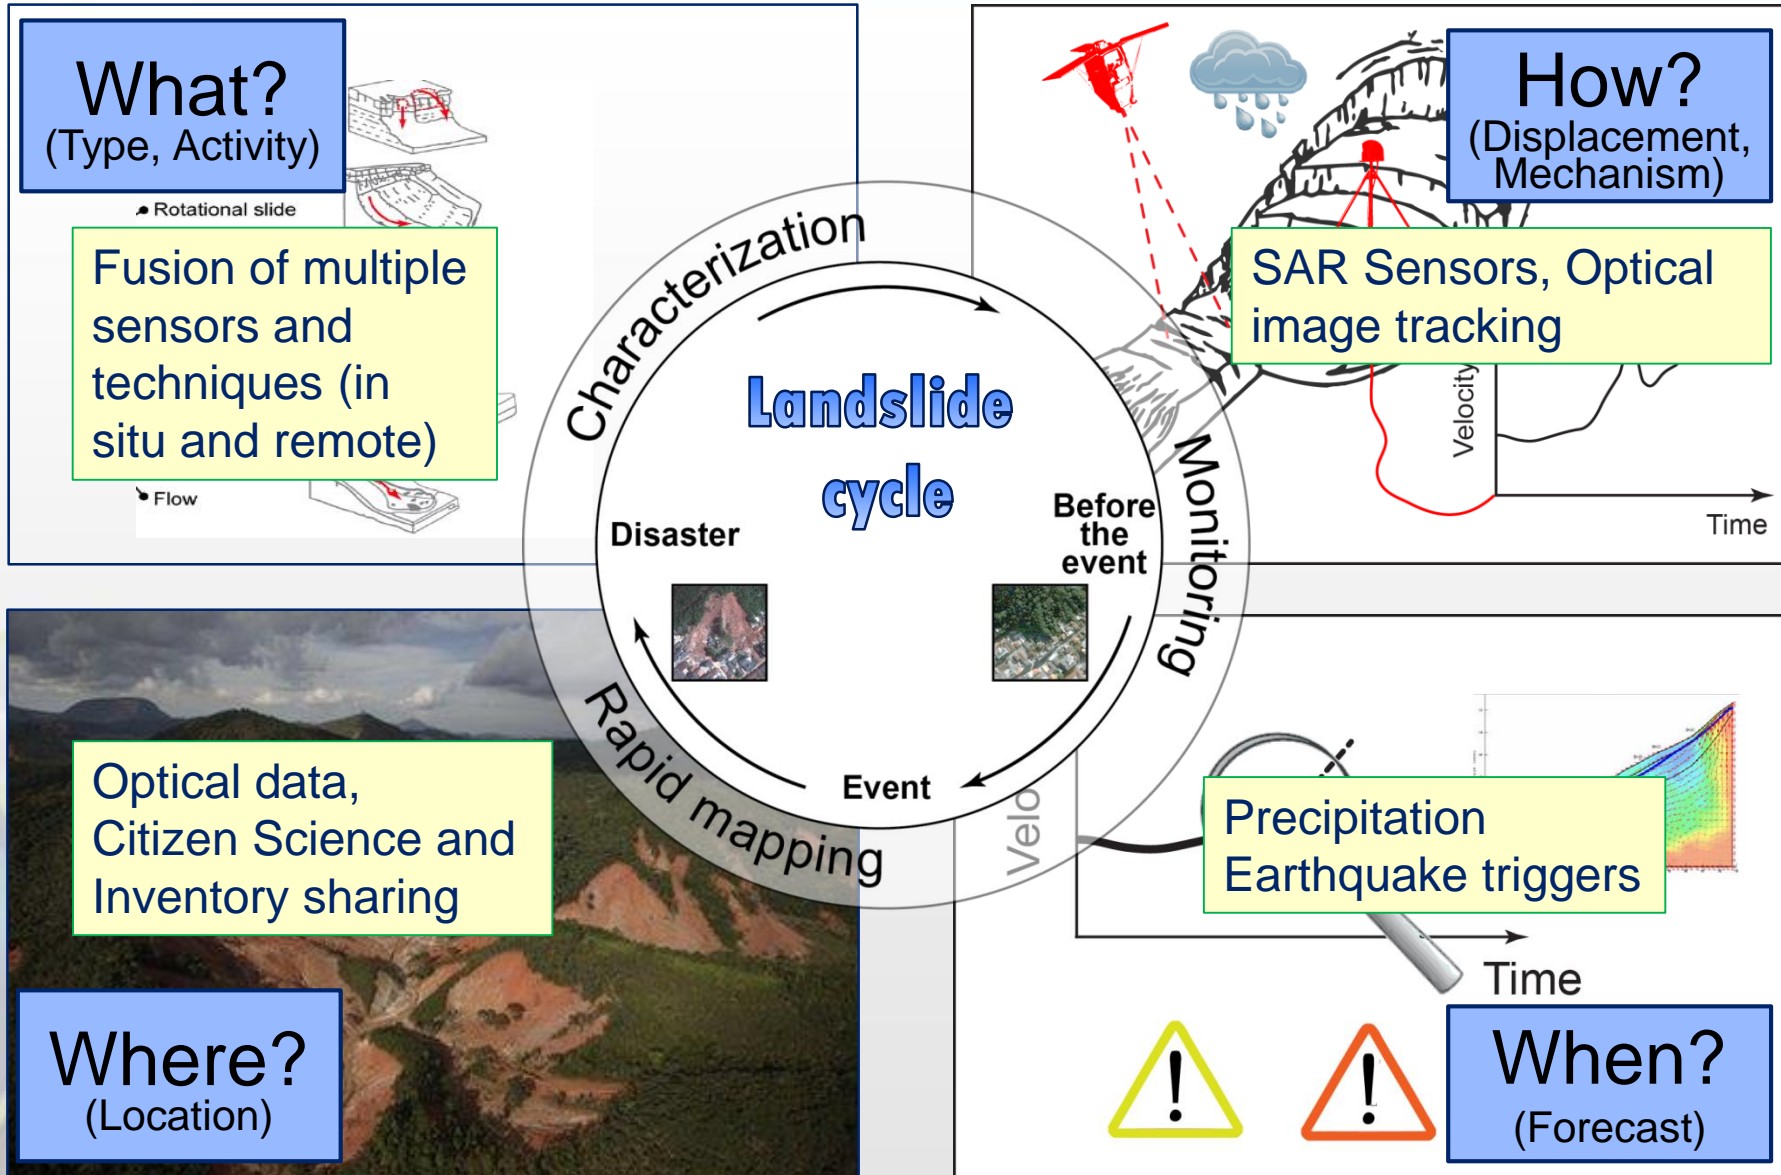 What?
(Type, Activity)
Rotational slide
Fusion of multiple
sensors and
techniques (in
situ and remote)
Flow
How?
(Displacement,
Mechanism)
SAR Sensors, Optical
image tracking
Velocity
Time
Characterization
Monitoring
Rapid mapping
Landslide
cycle
Disaster
Before
the
event
Event
Optical data,
Citizen Science and
Inventory sharing
Where?
(Location)
Precipitation
Earthquake triggers
Time
When?
(Forecast)